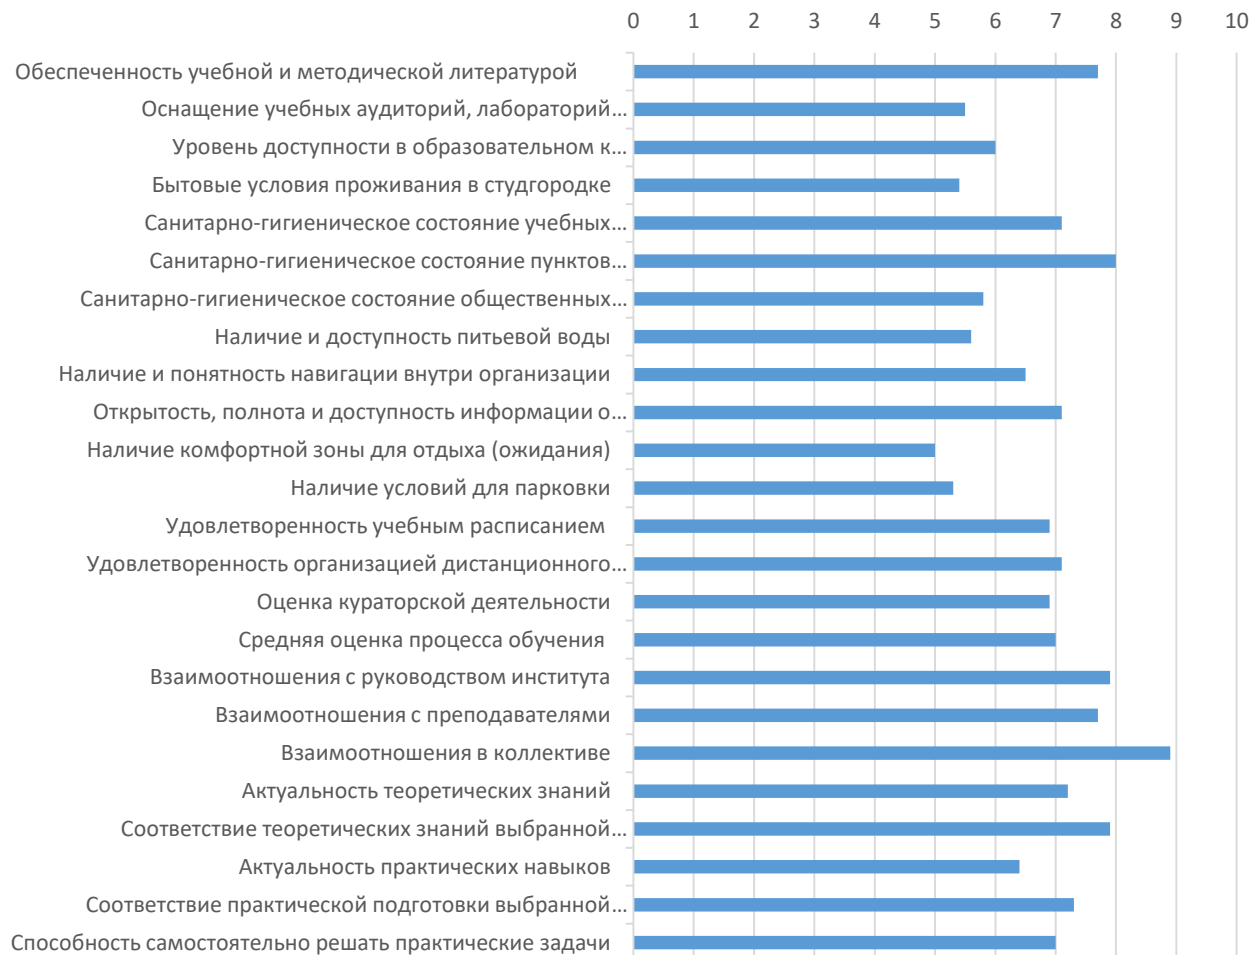 0 1 2 3 4 5 6 7 8 9 10
Обеспеченность учебной и методической литературой
Оснащение учебных аудиторий, лабораторий…
Уровень доступности в образовательном к…
Бытовые условия проживания в студгородке
Санитарно-гигиеническое состояние учебных…
Санитарно-гигиеническое состояние пунктов…
Санитарно-гигиеническое состояние общественных…
Наличие и доступность питьевой воды
Наличие и понятность навигации внутри организации
Открытость, полнота и доступность информации о…
Наличие комфортной зоны для отдыха (ожидания)
Наличие условий для парковки
Удовлетворенность учебным расписанием
Удовлетворенность организацией дистанционного…
Оценка кураторской деятельности
Средняя оценка процесса обучения
Взаимоотношения с руководством института
Взаимоотношения с преподавателями
Взаимоотношения в коллективе
Актуальность теоретических знаний
Соответствие теоретических знаний выбранной…
Актуальность практических навыков
Соответствие практической подготовки выбранной…
Способность самостоятельно решать практические задачи